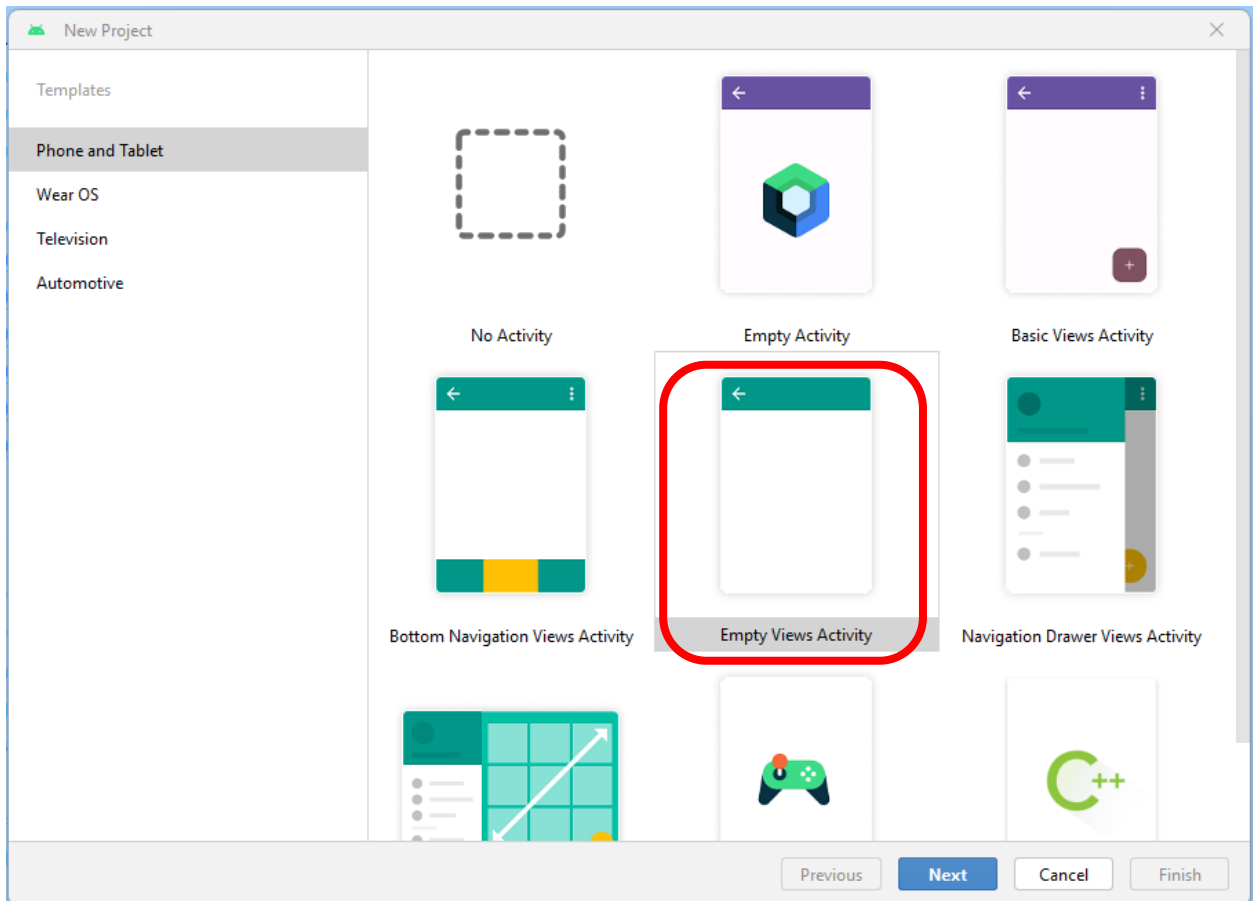 New Project
Templates
Phone and Tablet
Wear OS
Television
Automotive
No Activity
Empty Activity
Basic Views Activity
Bottom Navigation Views Activity
Empty Views Activity
Navigation Drawer Views Activity
C++
Previous
Next
Cancel
Finish